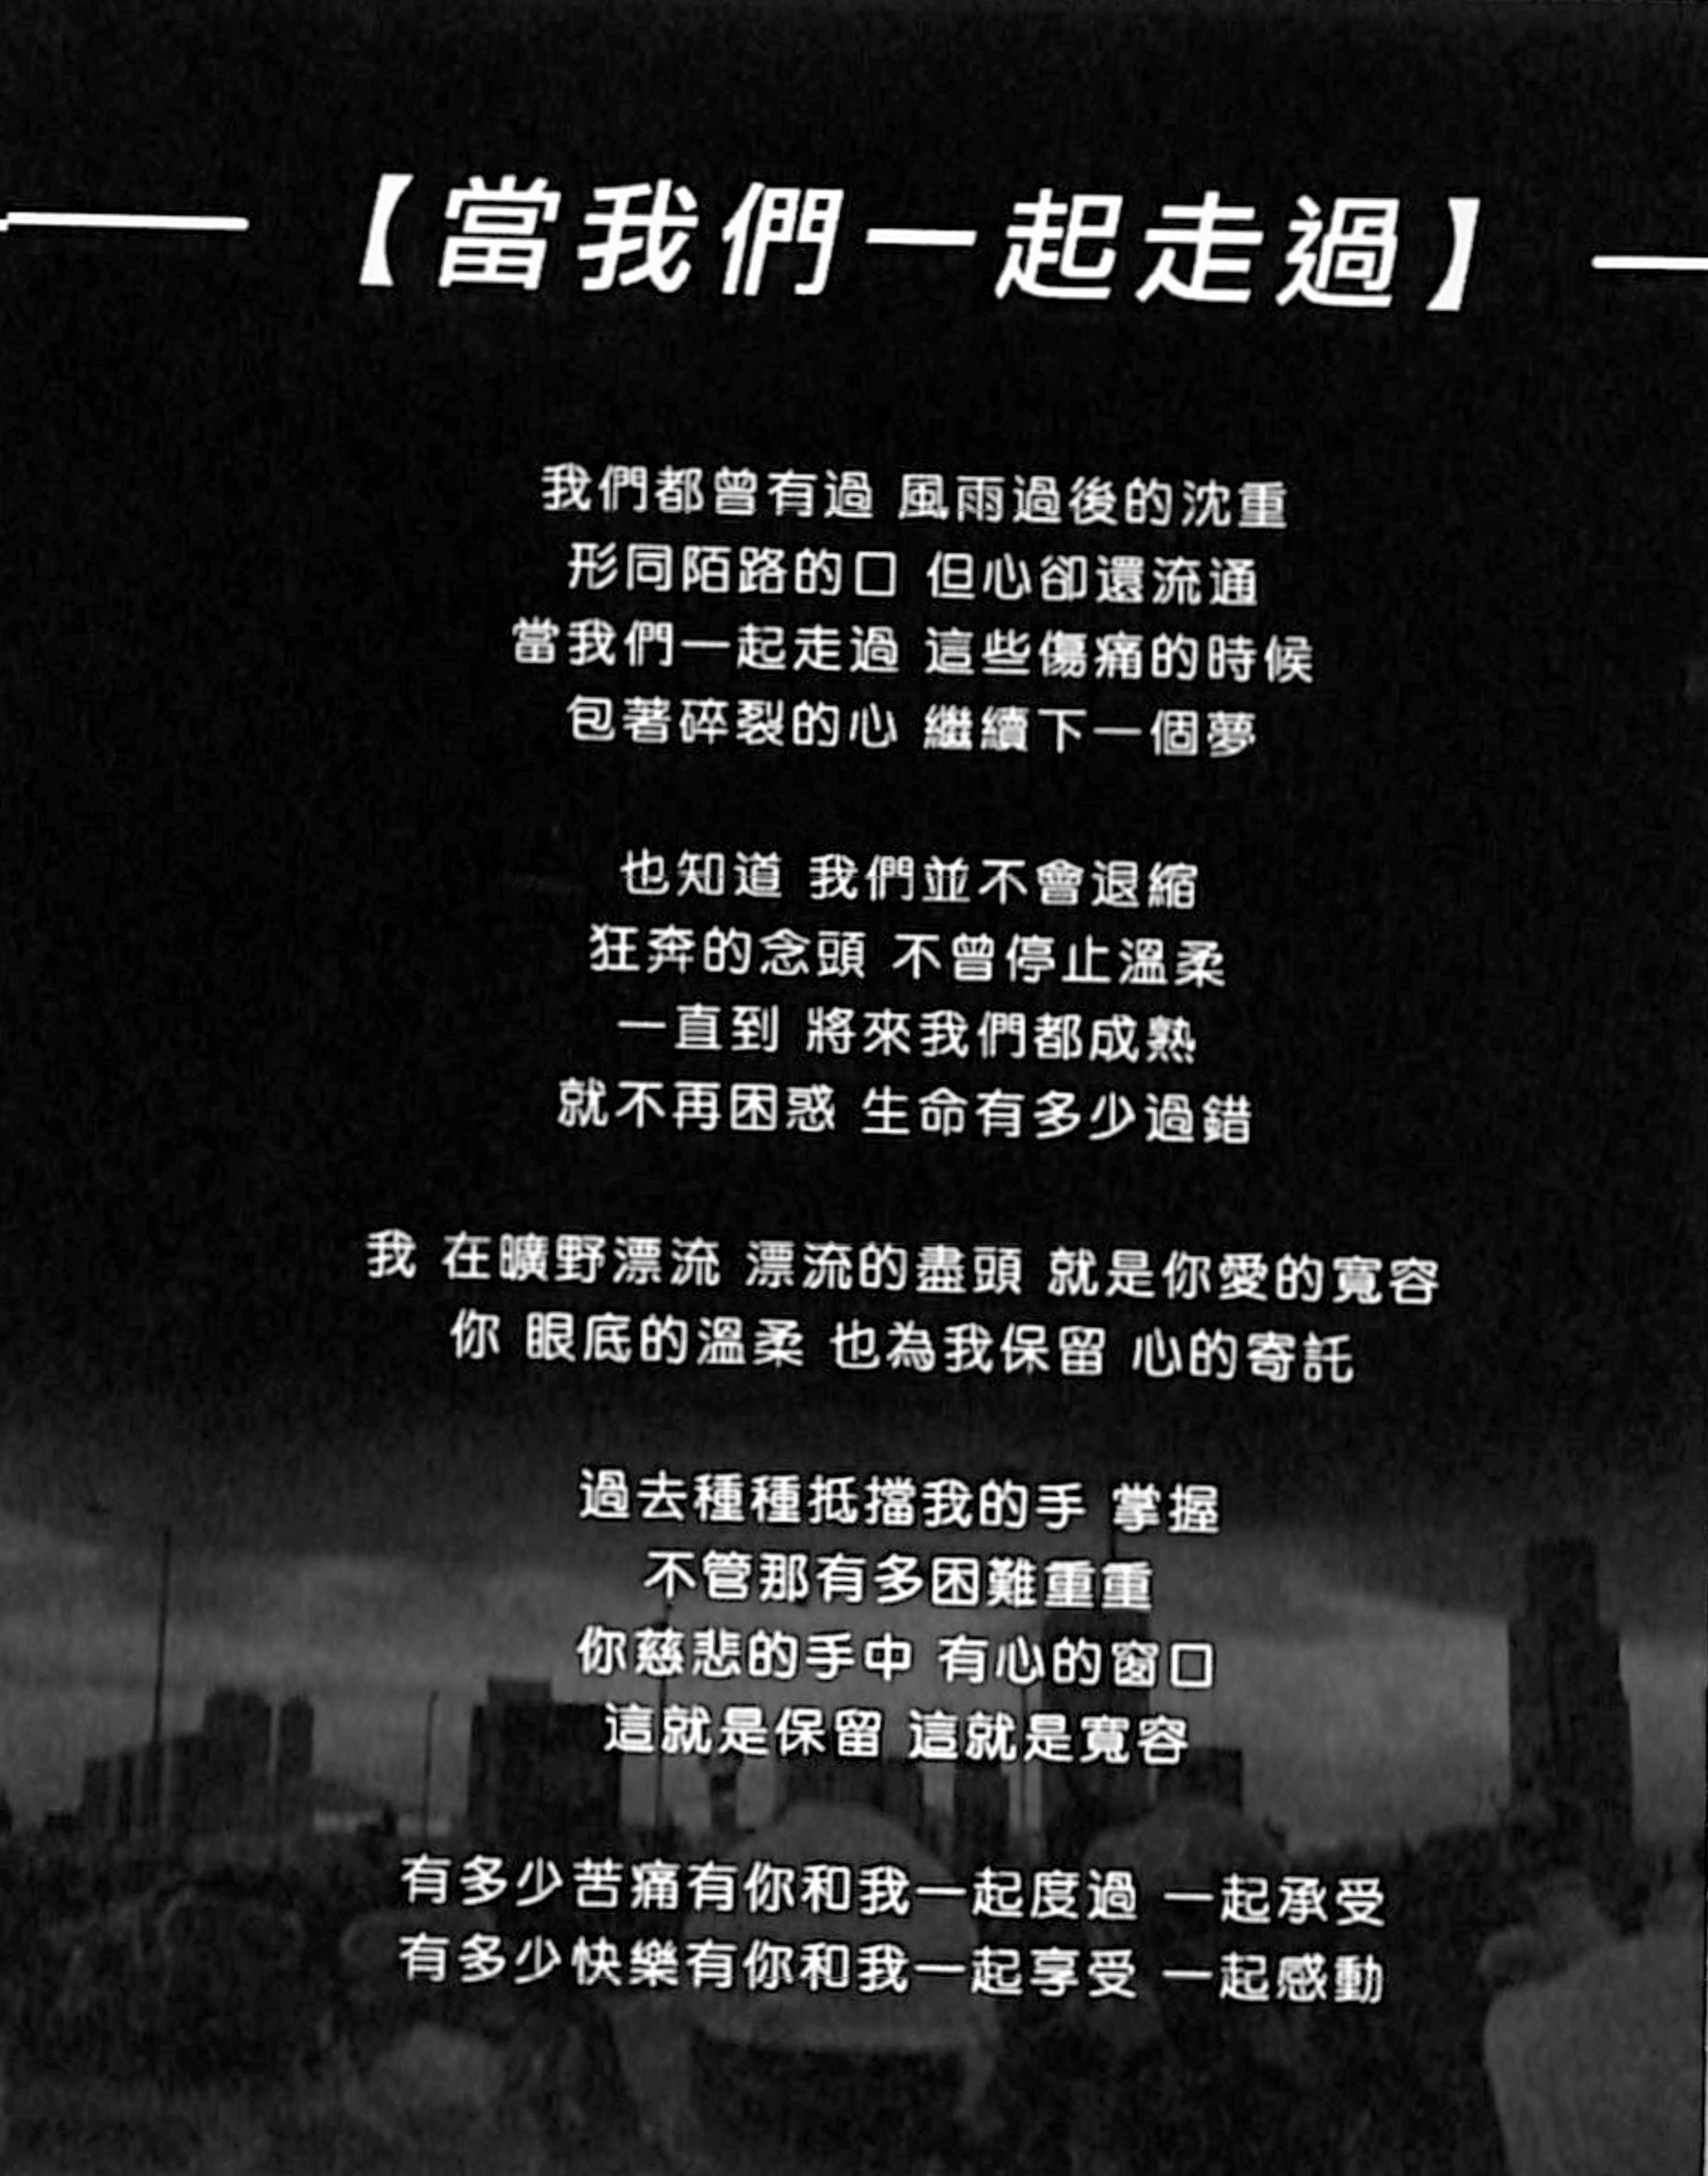 【當我們一起走過】
我們都曾有過 風雨過後的沈重
形同陌路的口 但心卻還流通
當我們一起走過 這些傷痛的時候
包著碎裂的心 繼續下一個夢
也知道 我們並不會退縮
狂奔的念頭 不曾停止溫柔
一直到 將來我們都成熟
就不再困惑 生命有多少過錯
我 在曠野漂流 漂流的盡頭 就是你愛的寬容
你 眼底的溫柔 也為我保留 心的寄託
過去種種抵擋我的手 掌握
不管那有多困難重重
你慈悲的手中 有心的窗口
這就是保留 這就是寬容
有多少苦痛有你和我一起度過 一起承受
有多少快樂有你和我一起享受 一起感動